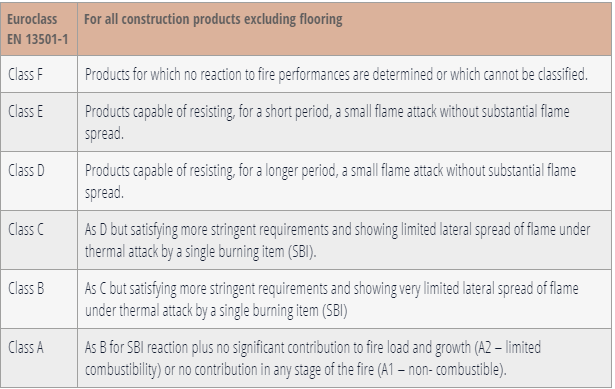 Euroclass
EN 13501-1
For all construction products excluding flooring
Class F
Products for which no reaction to fire performances are determined or which cannot be classified.
Class E
Products capable of resisting, for a short period, a small flame attack without substantial flame
spread.
Class D
Products capable of resisting, for a longer period, a small flame attack without substantial flame
spread.
Class C
As D but satisfying more stringent requirements and showing limited lateral spread of flame under
thermal attack by a single burning item (SBI).
Class B
As C but satisfying more stringent requirements and showing very limited lateral spread of flame
under thermal attack by a single burning item (SBI)
Class A
As B for SBI reaction plus no significant contribution to fire load and growth (A2 – limited
combustibility) or no contribution in any stage of the fire (A1 – non- combustible).